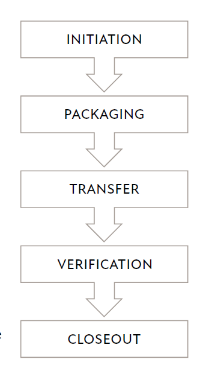 INITIATION
PACKAGING
TRANSFER
VERIFICATION
CLOSEOUT